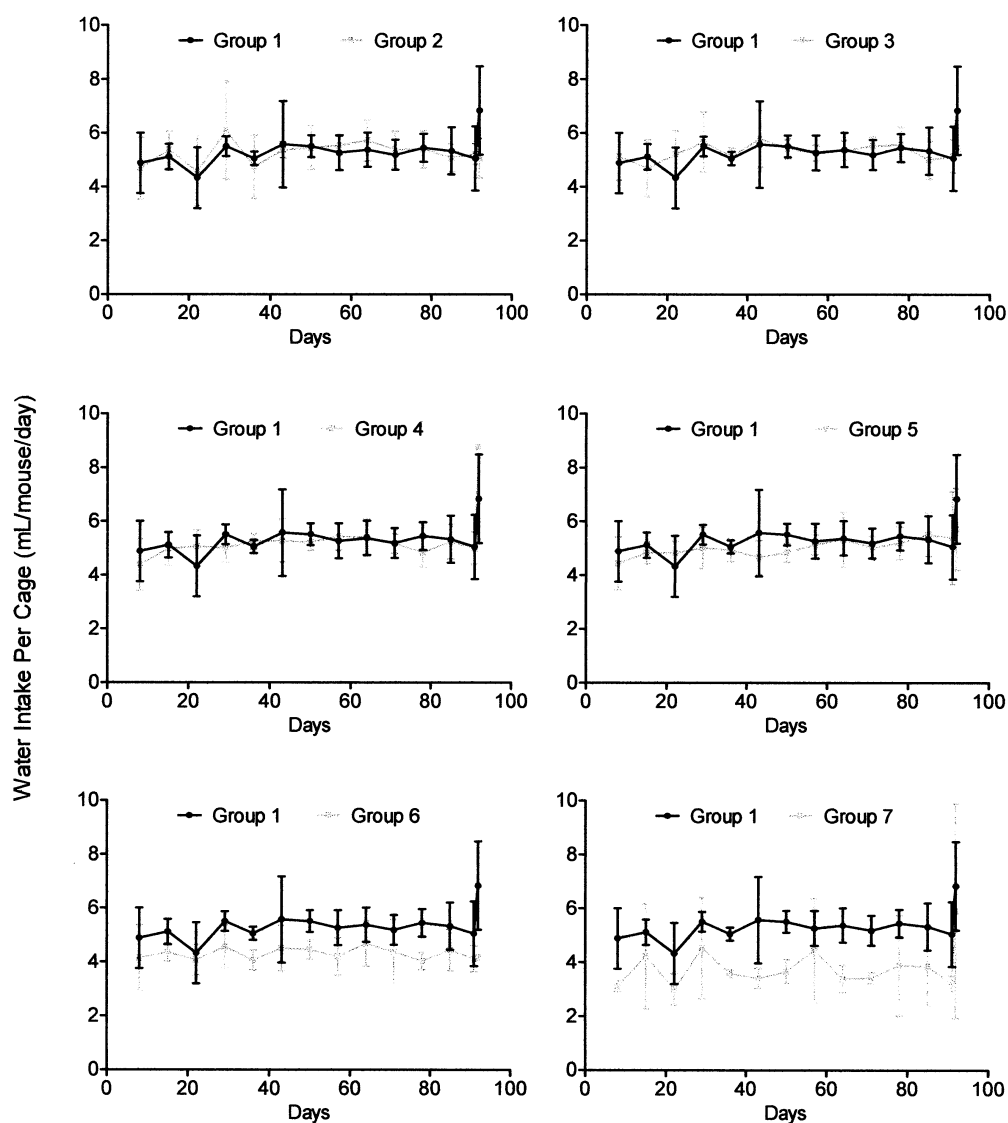 10
Group 1 Group 2
8
6
4
2
0
0 20 40 60 80 100
Days
10
Group 1 Group 3
8
6
4
2
0
0 20 40 60 80 100
Days
Water Intake Per Cage (mL/mouse/day)
10
Group 1 Group 4
8
6
4
2
0
0 20 40 60 80 100
Days
10
Group 1 Group 5
8
6
4
2
0
0 20 40 60 80 100
Days
10
Group 1 Group 6
8
6
4
2
0
0 20 40 60 80 100
Days
10
Group 1 Group 7
8
6
4
2
0
0 20 40 60 80 100
Days